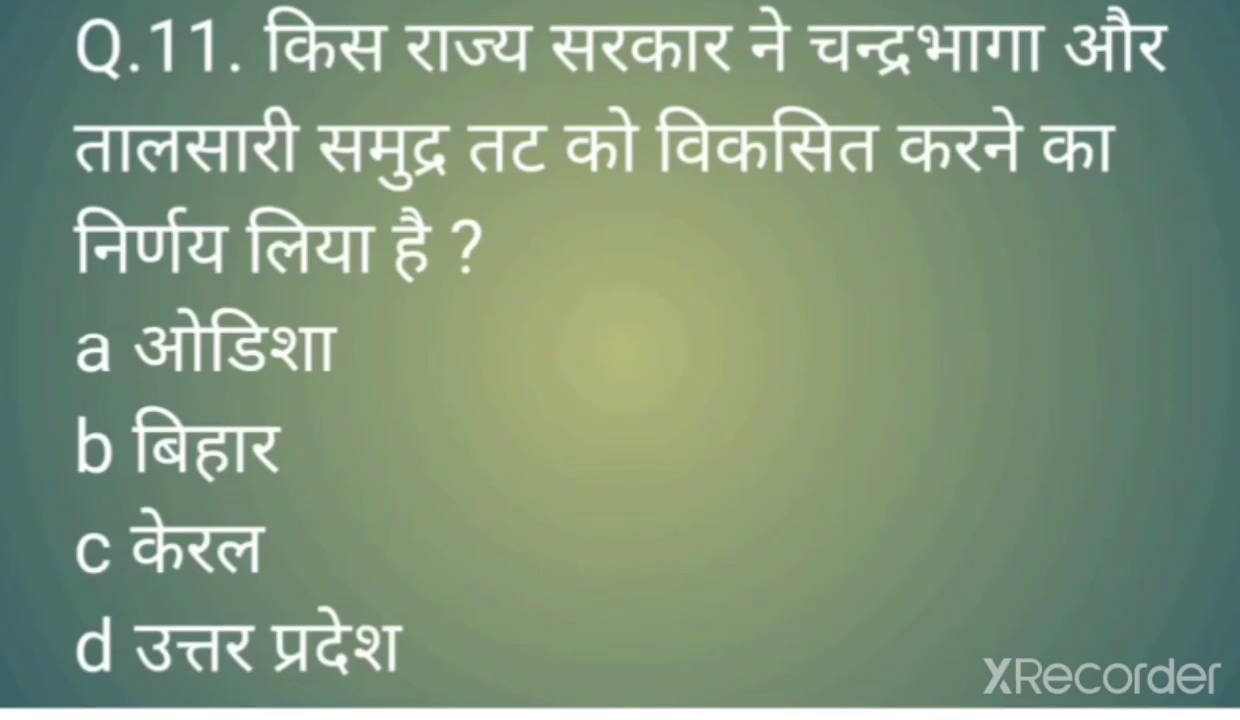 Q.11. किस राज्य सरकार ने चन्द्रभागा और
तालसारी समुद्र तट को विकसित करने का
निर्णय लिया है ?
a ओडिशा
b बिहार
c केरल
d उत्तर प्रदेश
XRecorder